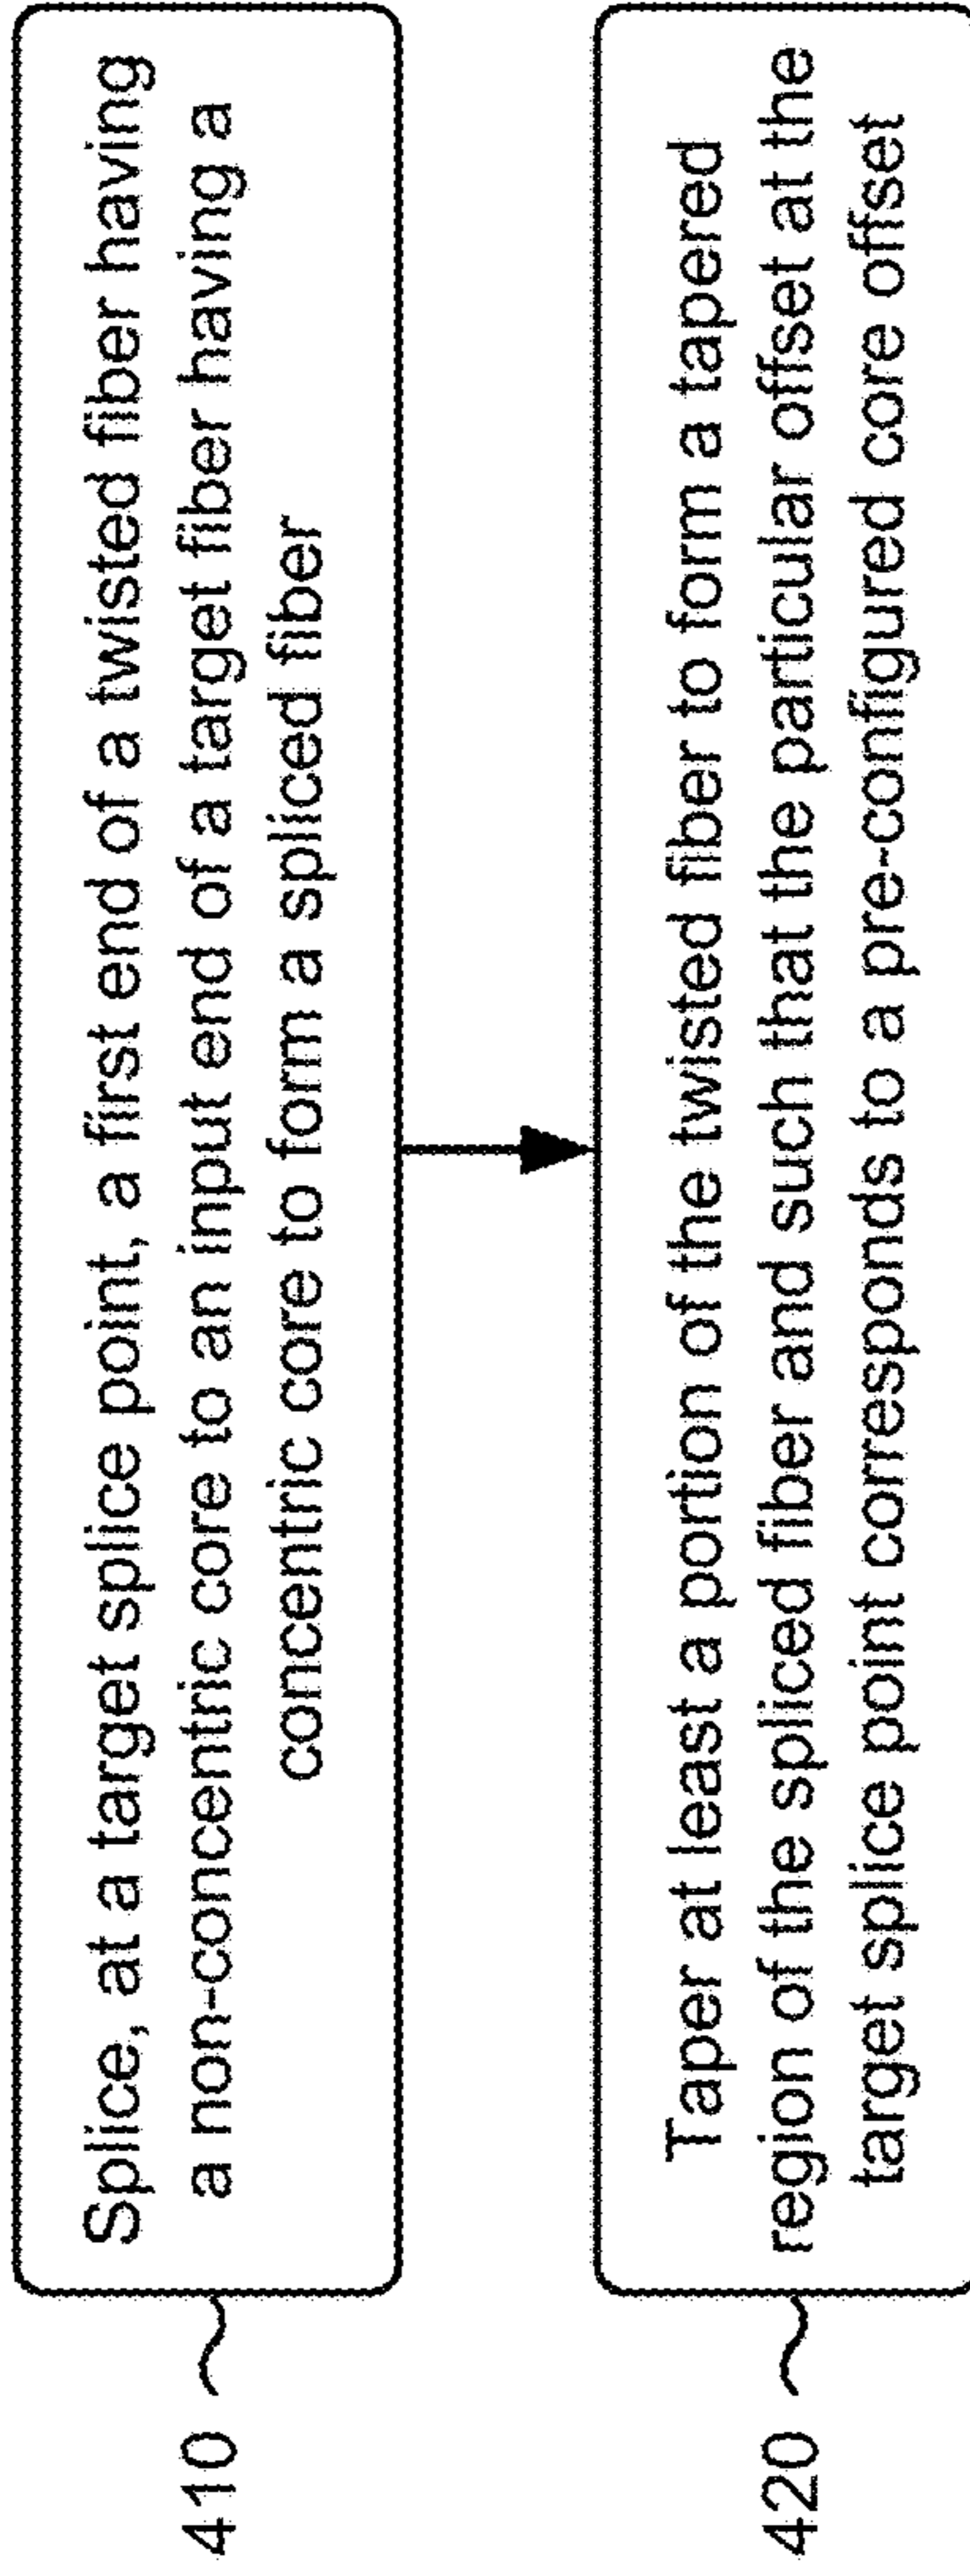 410
Splice, at a target splice point, a first end of a twisted fiber having
a non-concentric core to an input end of a target fiber having a
concentric core to form a spliced fiber
420
Taper at least a portion of the twisted fiber to form a tapered
region of the spliced fiber and such that the particular offset at the
target splice point corresponds to a pre-configured core offset